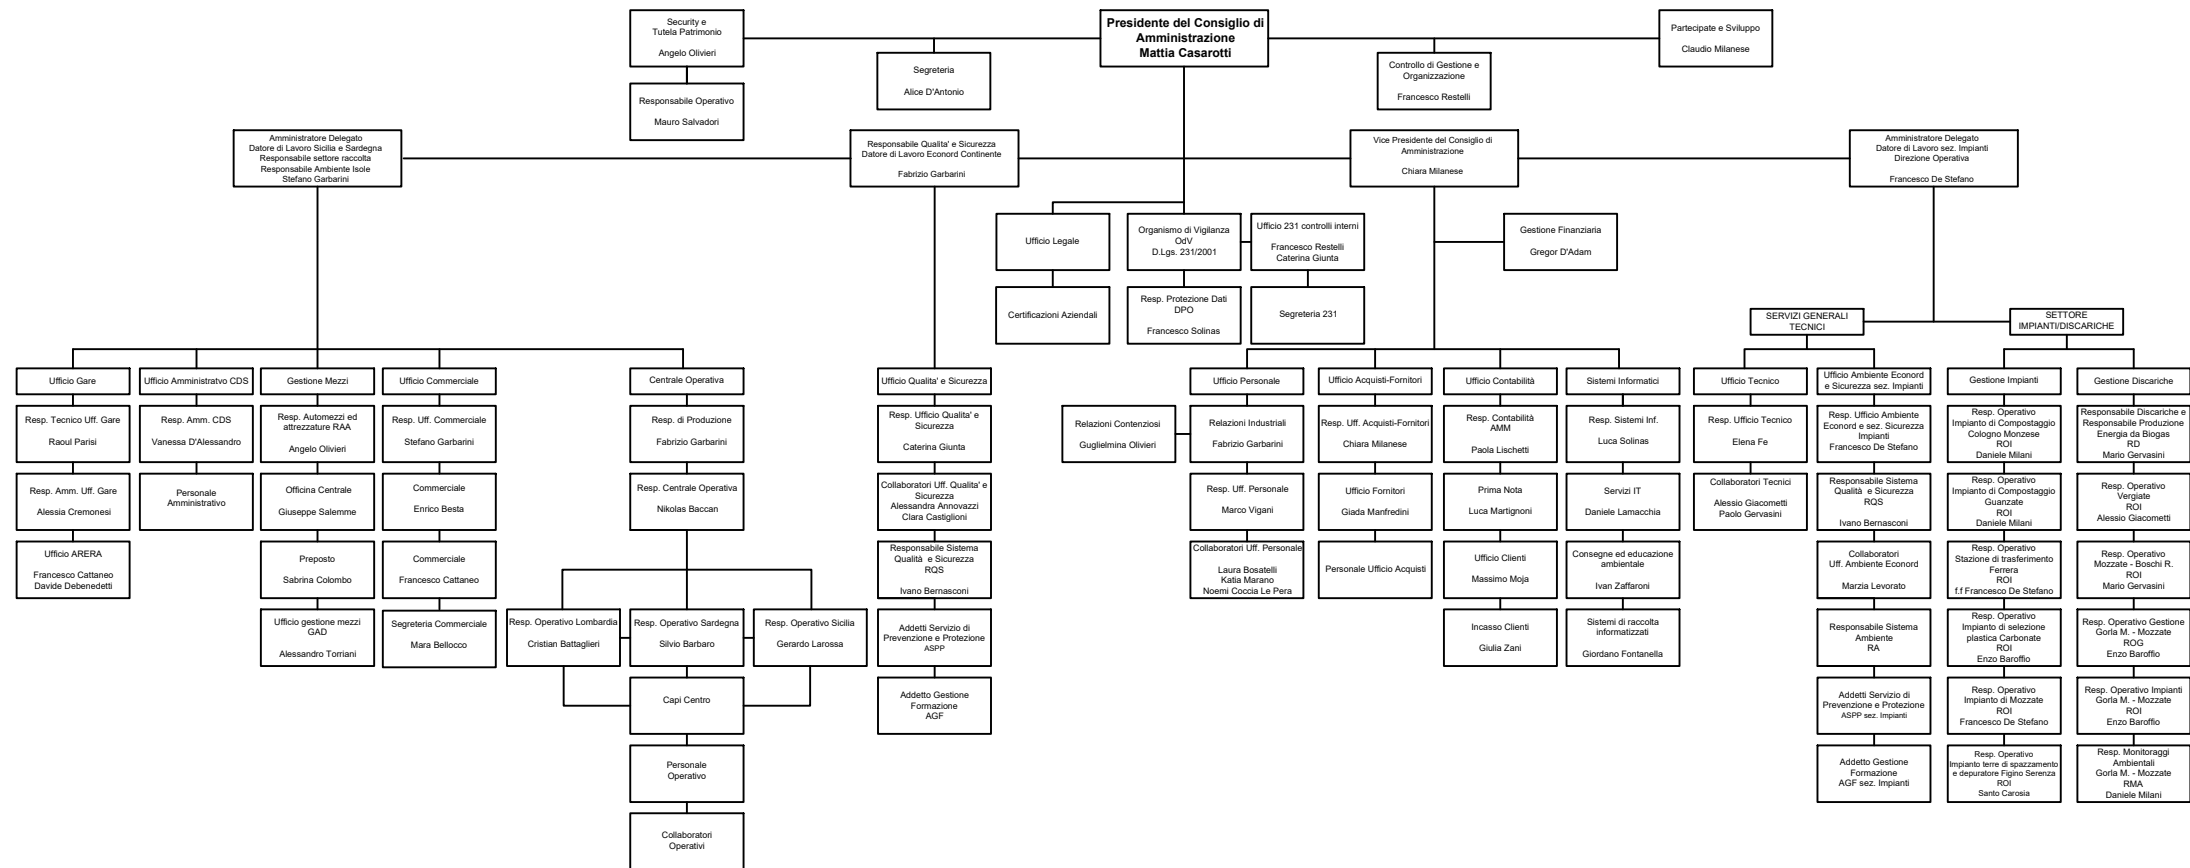 Security e
Tutela Patrimonio
Angelo Olivieri
Presidente del Consiglio di
Amministrazione
Mattia Casarotti
Partecipate e Sviluppo
Claudio Milanese
Segreteria
Alice D'Antonio
Controllo di Gestione e
Organizzazione
Francesco Restelli
Responsabile Operativo
Mauro Salvadori
Amministratore Delegato
Datore di Lavoro Sicilia e Sardegna
Responsabile settore raccolta
Responsabile Ambiente Isole
Stefano Garbarini
Responsabile Qualita' e Sicurezza
Datore di Lavoro Econord Continente
Fabrizio Garbarini
Vice Presidente del Consiglio di
Amministrazione
Chiara Milanese
Amministratore Delegato
Datore di Lavoro sez. Impianti
Direzione Operativa
Francesco De Stefano
Ufficio Legale
Organismo di Vigilanza
OdV
D.Lgs. 231/2001
Ufficio 231 controlli interni
Francesco Restelli
Caterina Giunta
Gestione Finanziaria
Gregor D'Adam
Certificazioni Aziendali
Resp. Protezione Dati
DPO
Francesco Solinas
Segreteria 231
SERVIZI GENERALI
TECNICI
SETTORE
IMPIANTI/DISCARICHE
Ufficio Gare
Resp. Tecnico Uff. Gare
Raoul Parisi
Resp. Amm. Uff. Gare
Alessia Cremonesi
Ufficio ARERA
Francesco Cattaneo
Davide Debenedetti
Ufficio Amministratvo CDS
Resp. Amm. CDS
Vanessa D'Alessandro
Personale
Amministrativo
Gestione Mezzi
Resp. Automezzi ed
attrezzature RAA
Angelo Olivieri
Officina Centrale
Giuseppe Salemme
Preposto
Sabrina Colombo
Ufficio gestione mezzi
GAD
Alessandro Torriani
Ufficio Commerciale
Resp. Uff. Commerciale
Stefano Garbarini
Commerciale
Enrico Besta
Commerciale
Francesco Cattaneo
Segreteria Commerciale
Mara Bellocco
Centrale Operativa
Resp. di Produzione
Fabrizio Garbarini
Resp. Centrale Operativa
Nikolas Baccan
Resp. Operativo Lombardia
Cristian Battaglieri
Resp. Operativo Sardegna
Silvio Barbaro
Resp. Operativo Sicilia
Gerardo Larossa
Capi Centro
Personale
Operativo
Collaboratori
Operativi
Ufficio Qualita' e Sicurezza
Resp. Ufficio Qualita' e
Sicurezza
Caterina Giunta
Collaboratori Uff. Qualita' e
Sicurezza
Alessandra Annovazzi
Clara Castiglioni
Responsabile Sistema
Qualità e Sicurezza
RQS
Ivano Bernasconi
Addetti Servizio di
Prevenzione e Protezione
ASPP
Addetto Gestione
Formazione
AGF
Relazioni Contenziosi
Guglielmina Olivieri
Ufficio Personale
Relazioni Industriali
Fabrizio Garbarini
Resp. Uff. Personale
Marco Vigani
Collaboratori Uff. Personale
Laura Bosatelli
Katia Marano
Noemi Coccia Le Pera
Ufficio Acquisti-Fornitori
Resp. Uff. Acquisti-Fornitori
Chiara Milanese
Ufficio Fornitori
Giada Manfredini
Personale Ufficio Acquisti
Ufficio Contabilità
Resp. Contabilità
AMM
Paola Lischetti
Prima Nota
Luca Martignoni
Ufficio Clienti
Massimo Moja
Incasso Clienti
Giulia Zani
Sistemi Informatici
Resp. Sistemi Inf.
Luca Solinas
Servizi IT
Daniele Lamacchia
Consegne ed educazione
ambientale
Ivan Zaffaroni
Sistemi di raccolta
informatizzati
Giordano Fontanella
Ufficio Tecnico
Resp. Ufficio Tecnico
Elena Fe
Collaboratori Tecnici
Alessio Giacometti
Paolo Gervasini
Ufficio Ambiente Econord
e Sicurezza sez. Impianti
Resp. Ufficio Ambiente
Econord e sez. Sicurezza
Impianti
Francesco De Stefano
Responsabile Sistema
Qualità e Sicurezza
RQS
Ivano Bernasconi
Collaboratori
Uff. Ambiente Econord
Marzia Levorato
Responsabile Sistema
Ambiente
RA
Addetti Servizio di
Prevenzione e Protezione
ASPP sez. Impianti
Addetto Gestione
Formazione
AGF sez. Impianti
Gestione Impianti
Resp. Operativo
Impianto di Compostaggio
Cologno Monzese
ROI
Daniele Milani
Resp. Operativo
Impianto di Compostaggio
Guanzate
ROI
Daniele Milani
Resp. Operativo
Stazione di trasferimento
Ferrera
ROI
f.f Francesco De Stefano
Resp. Operativo
Impianto di selezione
plastica Carbonate
ROI
Enzo Baroffio
Resp. Operativo
Impianto di Mozzate
ROI
Francesco De Stefano
Resp. Operativo
Impianto terre di spazzamento
e depuratore Figino Serenza
ROI
Santo Carosia
Gestione Discariche
Responsabile Discariche e
Responsabile Produzione
Energia da Biogas
RD
Mario Gervasini
Resp. Operativo
Vergiate
ROI
Alessio Giacometti
Resp. Operativo
Mozzate - Boschi R.
ROI
Mario Gervasini
Resp. Operativo Gestione
Gorla M. - Mozzate
ROG
Enzo Baroffio
Resp. Operativo Impianti
Gorla M. - Mozzate
ROI
Enzo Baroffio
Resp. Monitoraggi
Ambientali
Gorla M. - Mozzate
RMA
Daniele Milani